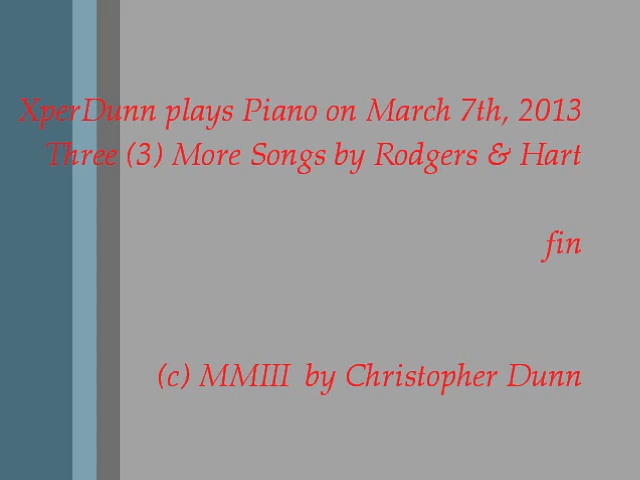 XperDunn plays Piano on March 7th, 2013
Three (3) More Songs by Rodgers & Hart
fin
(c) MMIII by Christopher Dunn